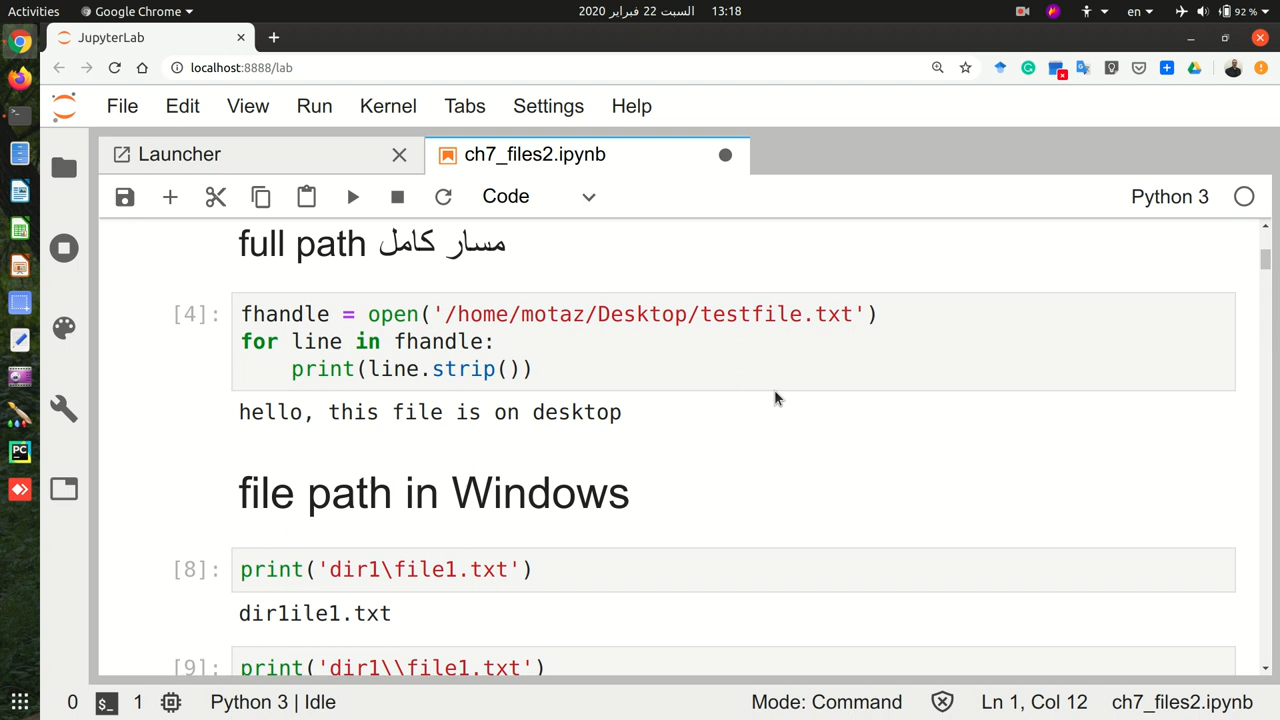 Activities Google Chrome السبت 22 فبراير 2020 13:18 en 92 %
JupyterLab
localhost:8888/lab
File Edit View Run Kernel Tabs Settings Help
Launcher ch7_files2.ipynb
Code Python 3
full path مسار كامل
[4]: fhandle = open('/home/motaz/Desktop/testfile.txt')
for line in fhandle:
    print(line.strip())
hello, this file is on desktop
file path in Windows
[8]: print('dir1\file1.txt')
dir1ile1.txt
[9]: print('dir1\\file1.txt')
0 $_ 1 Python 3 | Idle Mode: Command Ln 1, Col 12 ch7_files2.ipynb
PC